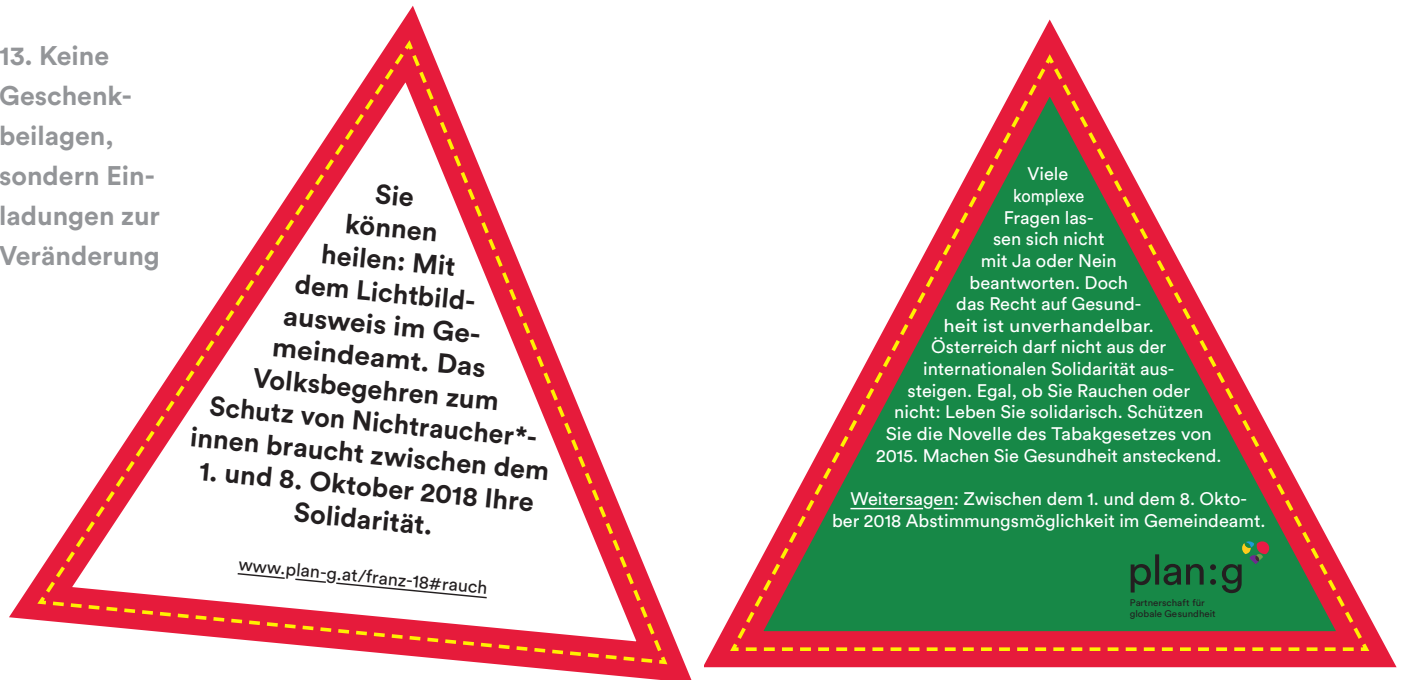 13. Keine
Geschenk-
beilagen,
sondern Ein-
ladungen zur
Veränderung
Sie
können
heilen: Mit
dem Lichtbild-
ausweis im Ge-
meindeamt. Das
Volksbegehren zum
Schutz von Nichtraucher*-
innen braucht zwischen dem
1. und 8. Oktober 2018 Ihre
Solidarität.
www.plan-g.at/franz-18#rauch
Viele
komplexe
Fragen las-
sen sich nicht
mit Ja oder Nein
beantworten. Doch
das Recht auf Gesund-
heit ist unverhandelbar.
Österreich darf nicht aus der
internationalen Solidarität aus-
steigen. Egal, ob Sie Rauchen oder
nicht: Leben Sie solidarisch. Schützen
Sie die Novelle des Tabakgesetzes von
2015. Machen Sie Gesundheit ansteckend.
Weitersagen: Zwischen dem 1. und dem 8. Okto-
ber 2018 Abstimmungsmöglichkeit im Gemeindeamt.
plan:g
Partnerschaft für
globale Gesundheit